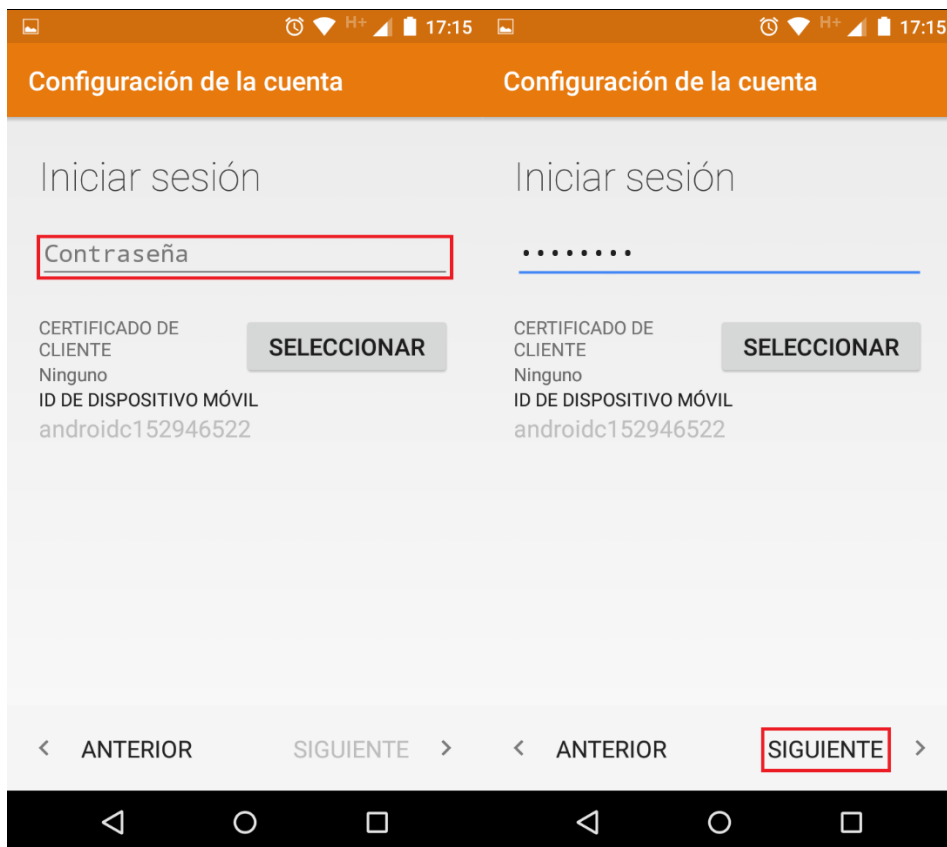 H+ 17:15
Configuración de la cuenta
Iniciar sesión
Contraseña
CERTIFICADO DE
CLIENTE
SELECCIONAR
Ninguno
ID DE DISPOSITIVO MÓVIL
androidc152946522
ANTERIOR SIGUIENTE
H+ 17:15
Configuración de la cuenta
Iniciar sesión
••••••••
CERTIFICADO DE
CLIENTE
SELECCIONAR
Ninguno
ID DE DISPOSITIVO MÓVIL
androidc152946522
ANTERIOR SIGUIENTE